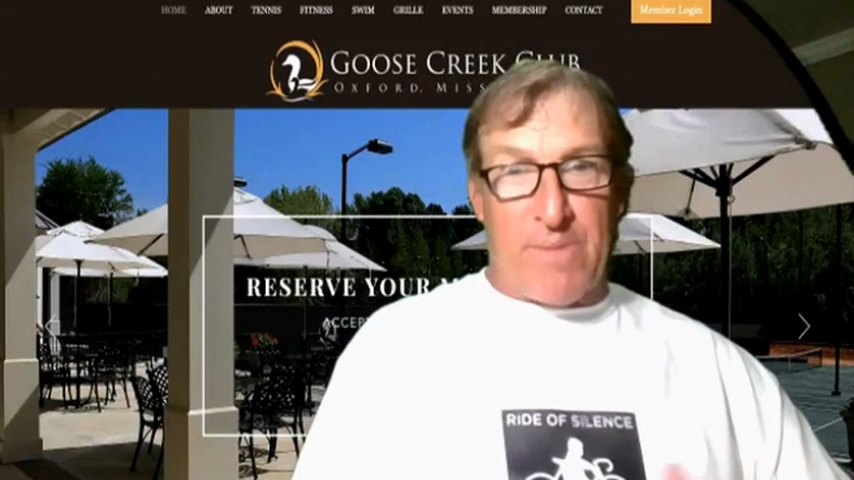 HOME ABOUT TENNIS FITNESS SWIM GRILLE EVENTS MEMBERSHIP CONTACT Member Login
GOOSE CREEK CLUB
OXFORD, MISS
RESERVE YOUR
ACCEP
RIDE OF SILENCE